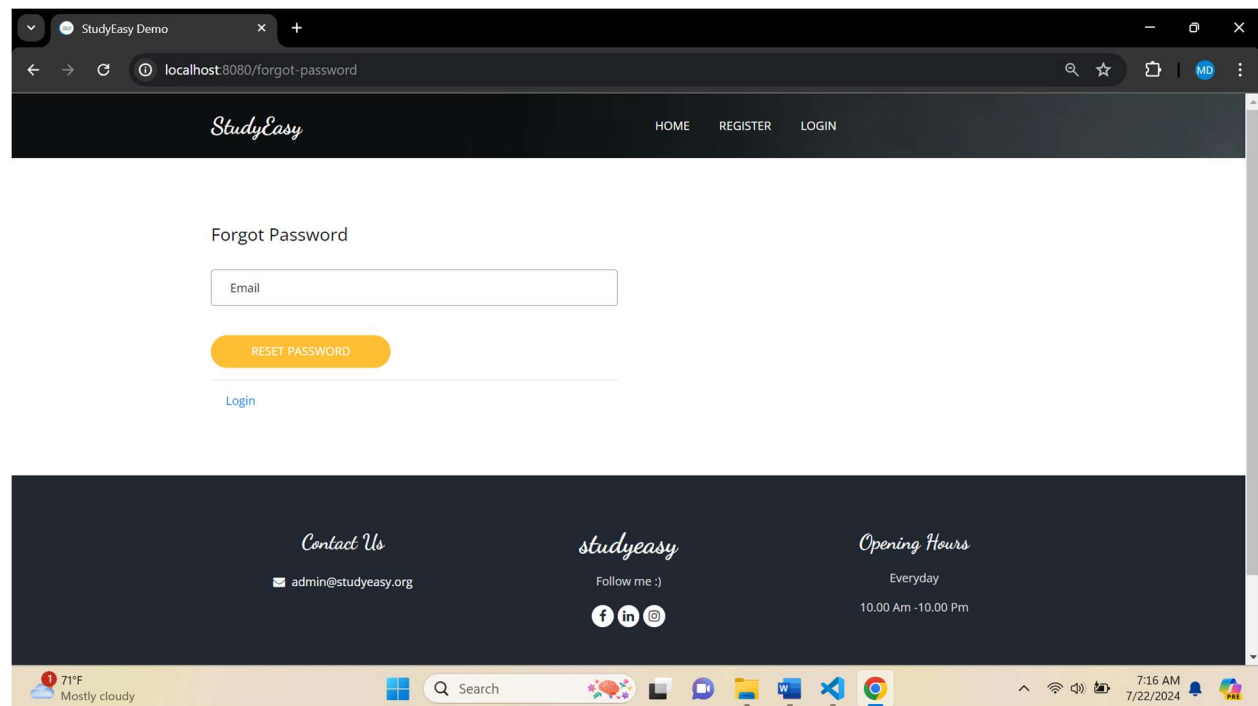 StudyEasy Demo
localhost:8080/forgot-password
MD
StudyEasy
HOME REGISTER LOGIN
Forgot Password
Email
RESET PASSWORD
Login
Contact Us
admin@studyeasy.org
studyeasy
Follow me :)
f in
Opening Hours
Everyday
10.00 Am -10.00 Pm
1
71°F
Mostly cloudy
Search
W
7:16 AM
7/22/2024
PRE